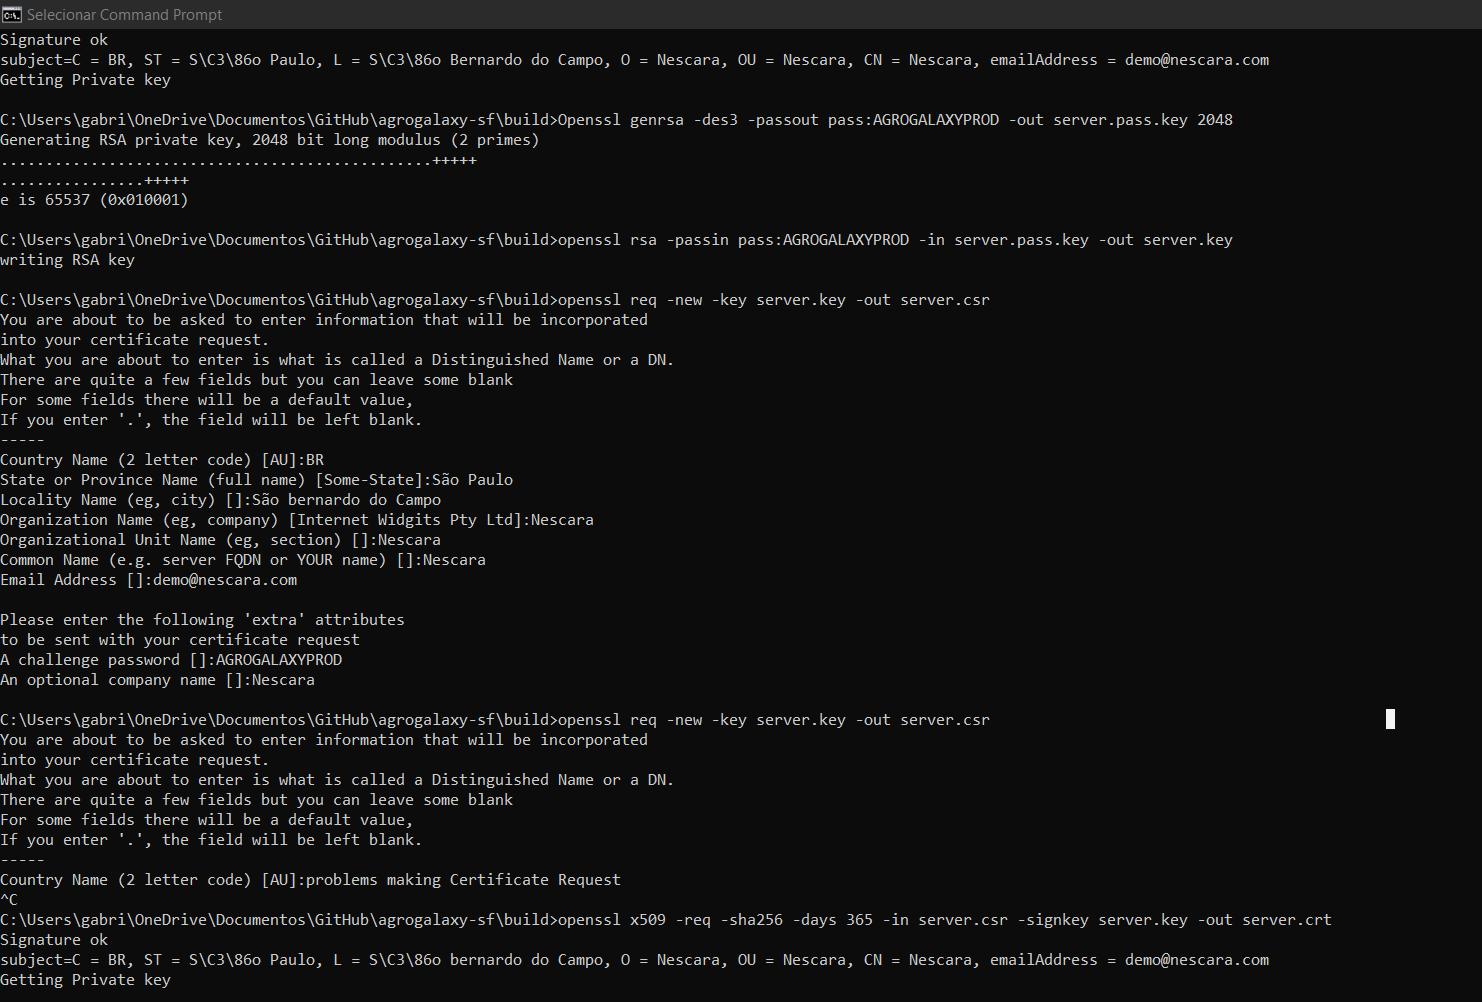 Selecionar Command Prompt
Signature ok
subject=C = BR, ST = S\C3\86o Paulo, L = S\C3\86o Bernardo do Campo, O = Nescara, OU = Nescara, CN = Nescara, emailAddress = demo@nescara.com
Getting Private key
C:\Users\gabri\OneDrive\Documentos\GitHub\agrogalaxy-sf\build>Openssl genrsa -des3 -passout pass:AGROGALAXYPROD -out server.pass.key 2048
Generating RSA private key, 2048 bit long modulus (2 primes)
................................................+++++
................+++++
e is 65537 (0x010001)
C:\Users\gabri\OneDrive\Documentos\GitHub\agrogalaxy-sf\build>openssl rsa -passin pass:AGROGALAXYPROD -in server.pass.key -out server.key
writing RSA key
C:\Users\gabri\OneDrive\Documentos\GitHub\agrogalaxy-sf\build>openssl req -new -key server.key -out server.csr
You are about to be asked to enter information that will be incorporated
into your certificate request.
What you are about to enter is what is called a Distinguished Name or a DN.
There are quite a few fields but you can leave some blank
For some fields there will be a default value,
If you enter '.', the field will be left blank.
-----
Country Name (2 letter code) [AU]:BR
State or Province Name (full name) [Some-State]:São Paulo
Locality Name (eg, city) []:São bernardo do Campo
Organization Name (eg, company) [Internet Widgits Pty Ltd]:Nescara
Organizational Unit Name (eg, section) []:Nescara
Common Name (e.g. server FQDN or YOUR name) []:Nescara
Email Address []:demo@nescara.com
Please enter the following 'extra' attributes
to be sent with your certificate request
A challenge password []:AGROGALAXYPROD
An optional company name []:Nescara
C:\Users\gabri\OneDrive\Documentos\GitHub\agrogalaxy-sf\build>openssl req -new -key server.key -out server.csr
You are about to be asked to enter information that will be incorporated
into your certificate request.
What you are about to enter is what is called a Distinguished Name or a DN.
There are quite a few fields but you can leave some blank
For some fields there will be a default value,
If you enter '.', the field will be left blank.
-----
Country Name (2 letter code) [AU]:problems making Certificate Request
^C
C:\Users\gabri\OneDrive\Documentos\GitHub\agrogalaxy-sf\build>openssl x509 -req -sha256 -days 365 -in server.csr -signkey server.key -out server.crt
Signature ok
subject=C = BR, ST = S\C3\86o Paulo, L = S\C3\86o bernardo do Campo, O = Nescara, OU = Nescara, CN = Nescara, emailAddress = demo@nescara.com
Getting Private key